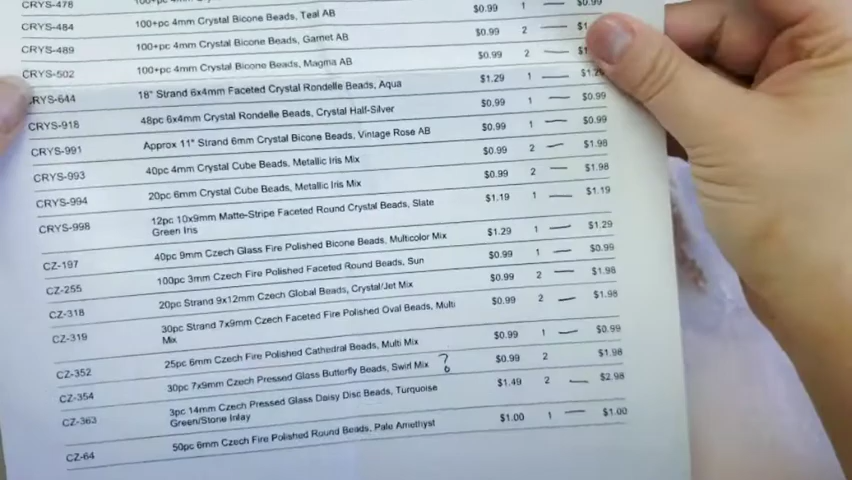 CRYS-478 $0.99 1 — $0.99
CRYS-484 100+pc 4mm Crystal Bicone Beads, Teal AB $0.99 2 —
CRYS-489 100+pc 4mm Crystal Bicone Beads, Garnet AB $0.99 2 —
CRYS-502 100+pc 4mm Crystal Bicone Beads, Magma AB
CRYS-644 18" Strand 6x4mm Faceted Crystal Rondelle Beads, Aqua $1.29 1 —
CRYS-918 48pc 6x4mm Crystal Rondelle Beads, Crystal Half-Silver $0.99 1 — $0.99
CRYS-991 Approx 11" Strand 6mm Crystal Bicone Beads, Vintage Rose AB $0.99 1 — $0.99
CRYS-993 40pc 4mm Crystal Cube Beads, Metallic Iris Mix $0.99 2 — $1.98
CRYS-994 20pc 6mm Crystal Cube Beads, Metallic Iris Mix $0.99 2 — $1.98
CRYS-998 12pc 10x9mm Matte-Stripe Faceted Round Crystal Beads, Slate $1.19 1 — $1.19
Green Iris
CZ-197 40pc 9mm Czech Glass Fire Polished Bicone Beads, Multicolor Mix $1.29 1 — $1.29
CZ-255 100pc 3mm Czech Fire Polished Faceted Round Beads, Sun $0.99 1 — $0.99
CZ-318 20pc Strand 9x12mm Czech Global Beads, Crystal/Jet Mix $0.99 2 — $1.98
CZ-319 30pc Strand 7x9mm Czech Faceted Fire Polished Oval Beads, Multi $0.99 2 — $1.98
Mix
CZ-352 25pc 6mm Czech Fire Polished Cathedral Beads, Multi Mix $0.99 1 — $0.99
CZ-354 30pc 7x9mm Czech Pressed Glass Butterfly Beads, Swirl Mix ? $0.99 2 $1.98
CZ-363 3pc 14mm Czech Pressed Glass Daisy Disc Beads, Turquoise $1.49 2 — $2.98
Green/Stone Inlay
CZ-64 50pc 6mm Czech Fire Polished Round Beads, Pale Amethyst $1.00 1 — $1.00